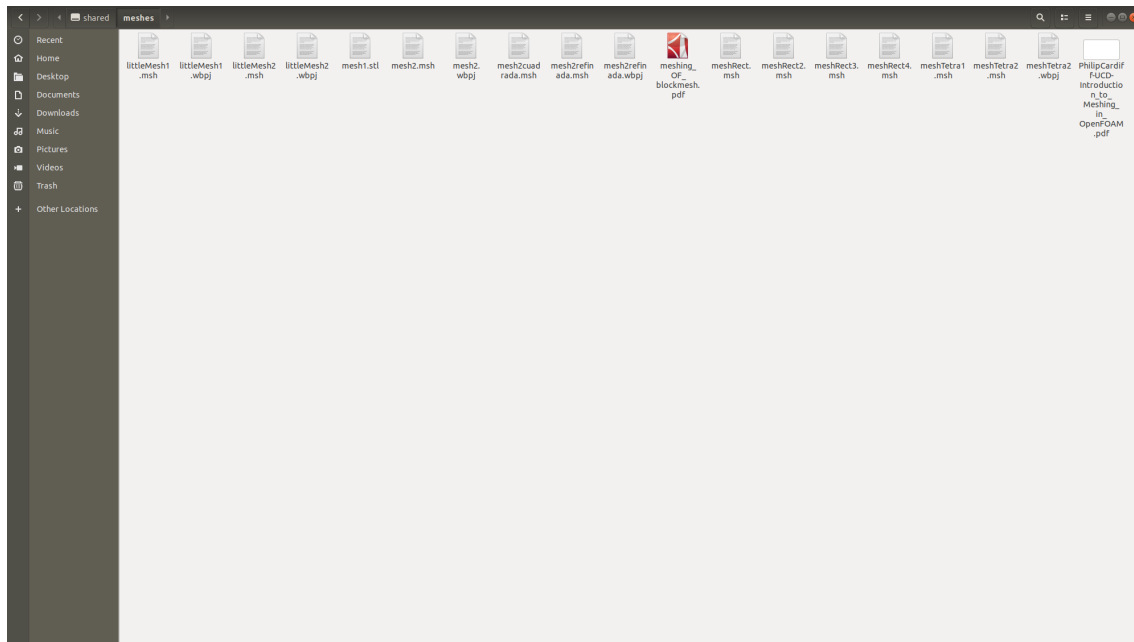 shared
meshes
Recent
Home
Desktop
Documents
Downloads
Music
Pictures
Videos
Trash
Other Locations
littleMesh1
.msh
littleMesh1
.wbpj
littleMesh2
.msh
littleMesh2
.wbpj
mesh1.stl
mesh2.msh
mesh2.
wbpj
mesh2cuad
rada.msh
mesh2refin
ada.msh
mesh2refin
ada.wbpj
meshing_
OF_
blockmesh.
pdf
meshRect.
msh
meshRect2.
msh
meshRect3.
msh
meshRect4.
msh
meshTetra1
.msh
meshTetra2
.msh
meshTetra2
.wbpj
PhilipCardif
f-UCD-
Introductio
n_to_
Meshing_
in_
OpenFOAM
.pdf